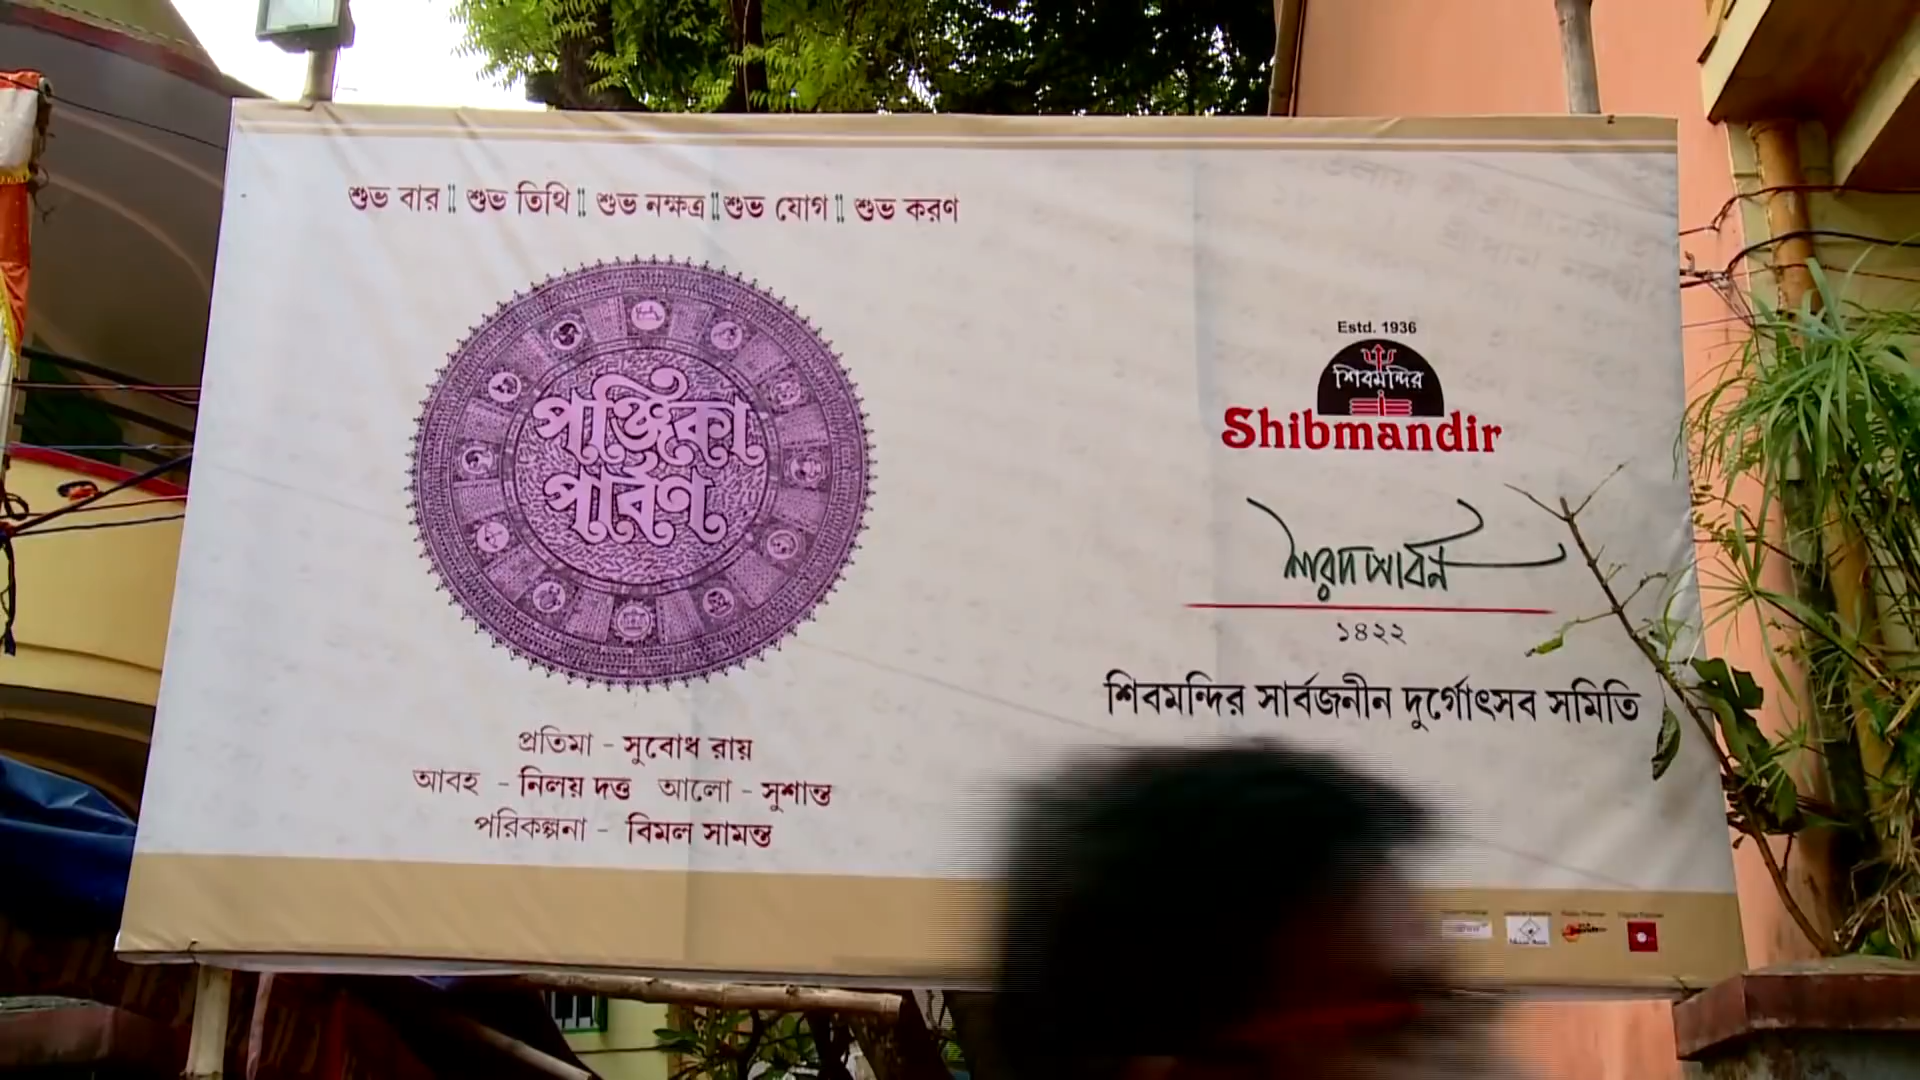 শুভ বার॥ শুভ তিথি॥ শুভ নক্ষত্র॥শুভ যোগ॥ শুভ করণ
পঞ্জিকা
পার্বণ
প্রতিমা - সুবোধ রায়
আবহ - নিলয় দত্ত আলো - সুশান্ত
পরিকল্পনা - বিমল সামন্ত
Estd. 1936
শিবমন্দির
Shibmandir
শারদ পার্বন
১৪২২
শিবমন্দির সার্বজনীন দুর্গোৎসব সমিতি